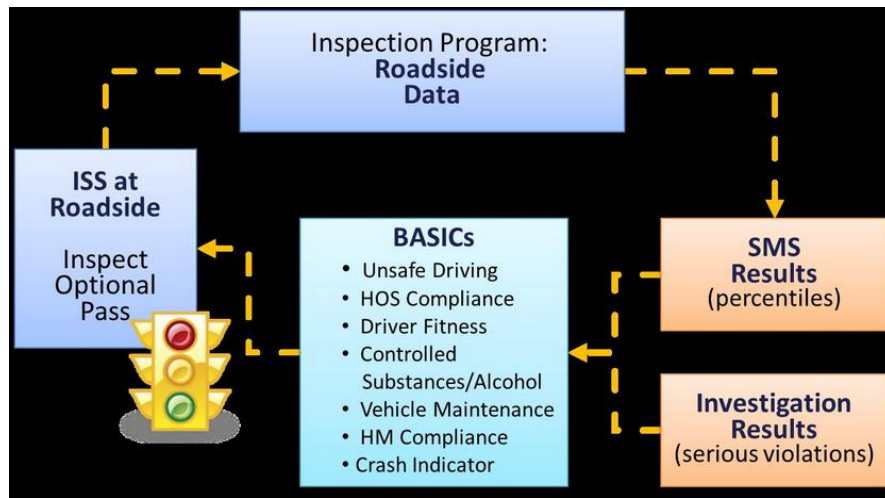 Inspection Program:
Roadside
Data
ISS at
Roadside
Inspect
Optional
Pass
BASICs
• Unsafe Driving
• HOS Compliance
• Driver Fitness
• Controlled
Substances/Alcohol
• Vehicle Maintenance
• HM Compliance
• Crash Indicator
SMS
Results
(percentiles)
Investigation
Results
(serious violations)